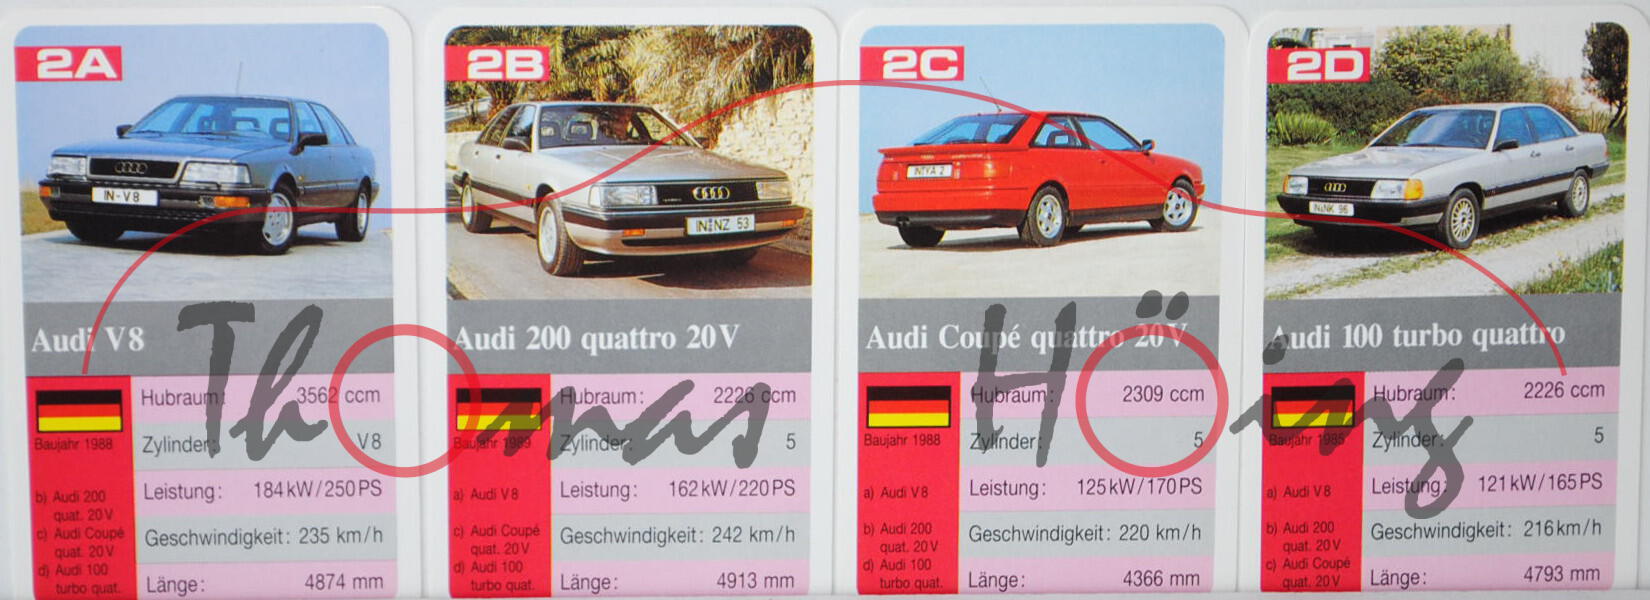 2A
IN-V8
Audi V8
Baujahr 1988
b) Audi 200
quat. 20V
c) Audi Coupé
quat. 20V
d) Audi 100
turbo quat.
Hubraum: 3562 ccm
Zylinder: V8
Leistung: 184 kW/250 PS
Geschwindigkeit: 235 km/h
Länge: 4874 mm
2B
IN NZ 53
Audi 200 quattro 20V
Baujahr 1989
a) Audi V8
c) Audi Coupé
quat. 20V
d) Audi 100
turbo quat.
Hubraum: 2226 ccm
Zylinder: 5
Leistung: 162 kW/220 PS
Geschwindigkeit: 242 km/h
Länge: 4913 mm
2C
INTYA 2
Audi Coupé quattro 20V
Baujahr 1988
a) Audi V8
b) Audi 200
quat. 20V
d) Audi 100
turbo quat.
Hubraum: 2309 ccm
Zylinder: 5
Leistung: 125 kW/170 PS
Geschwindigkeit: 220 km/h
Länge: 4366 mm
2D
IN NK 96
Audi 100 turbo quattro
Baujahr 1985
a) Audi V8
b) Audi 200
quat. 20V
c) Audi Coupé
quat. 20V
Hubraum: 2226 ccm
Zylinder: 5
Leistung: 121 kW/165 PS
Geschwindigkeit: 216 km/h
Länge: 4793 mm
Thomas Höing